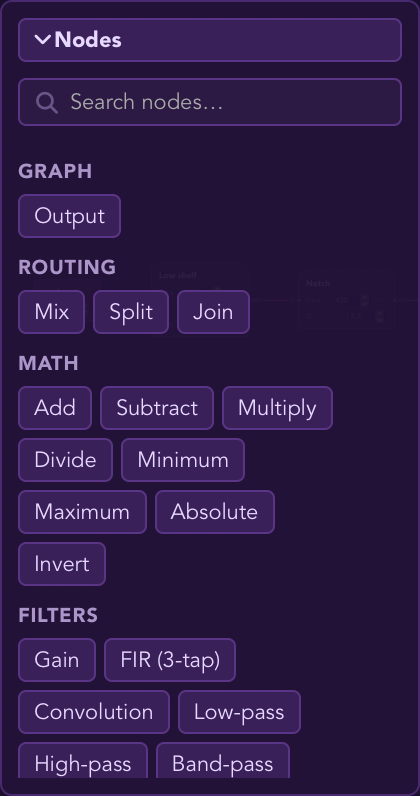 Nodes
Search nodes...
GRAPH
Output
ROUTING
Mix Split Join
MATH
Add Subtract Multiply
Divide Minimum
Maximum Absolute
Invert
FILTERS
Gain FIR (3-tap)
Convolution Low-pass
High-pass Band-pass